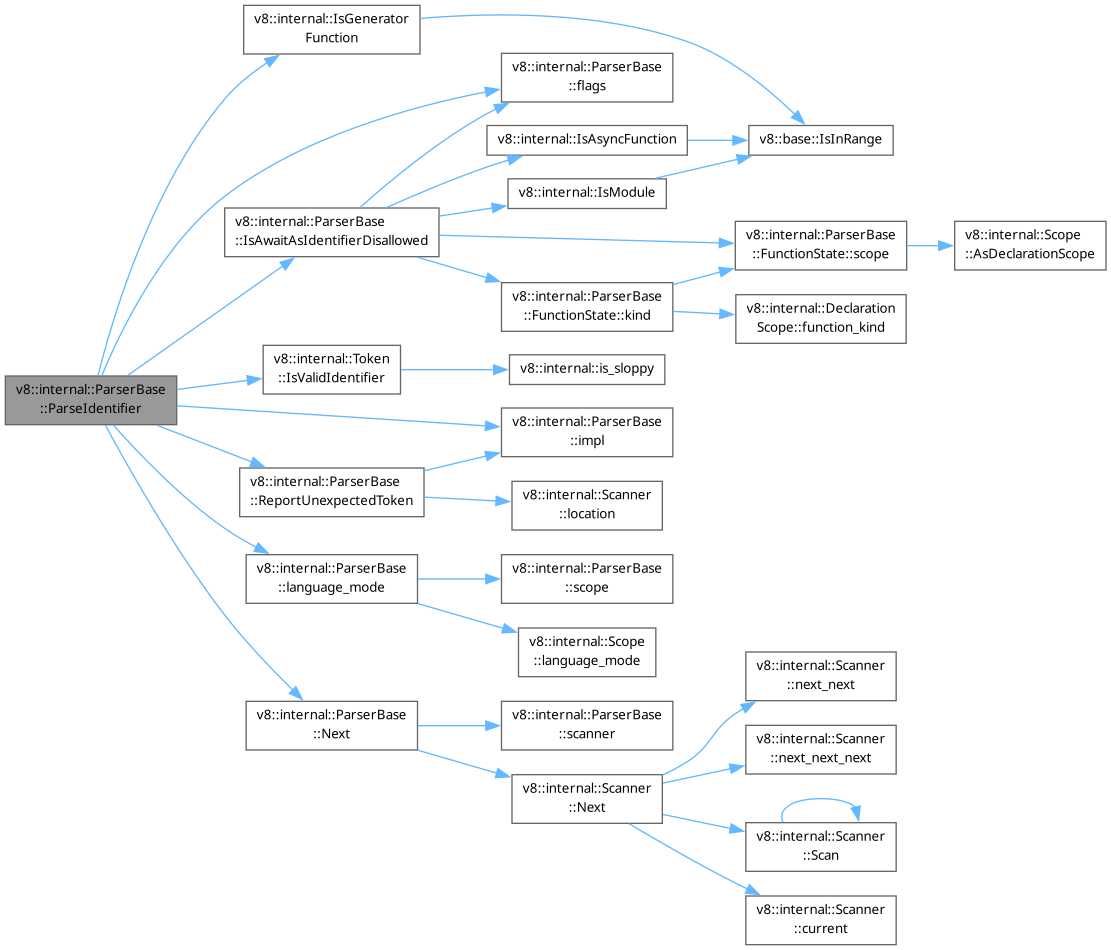 v8::internal::IsGenerator
Function
v8::internal::ParserBase
::flags
v8::internal::IsAsyncFunction
v8::base::IsInRange
v8::internal::IsModule
v8::internal::ParserBase
::IsAwaitAsIdentifierDisallowed
v8::internal::ParserBase
::FunctionState::scope
v8::internal::Scope
::AsDeclarationScope
v8::internal::ParserBase
::FunctionState::kind
v8::internal::Declaration
Scope::function_kind
v8::internal::Token
::IsValidIdentifier
v8::internal::is_sloppy
v8::internal::ParserBase
::ParseIdentifier
v8::internal::ParserBase
::impl
v8::internal::ParserBase
::ReportUnexpectedToken
v8::internal::Scanner
::location
v8::internal::ParserBase
::language_mode
v8::internal::ParserBase
::scope
v8::internal::Scope
::language_mode
v8::internal::Scanner
::next_next
v8::internal::ParserBase
::Next
v8::internal::ParserBase
::scanner
v8::internal::Scanner
::next_next_next
v8::internal::Scanner
::Next
v8::internal::Scanner
::Scan
v8::internal::Scanner
::current